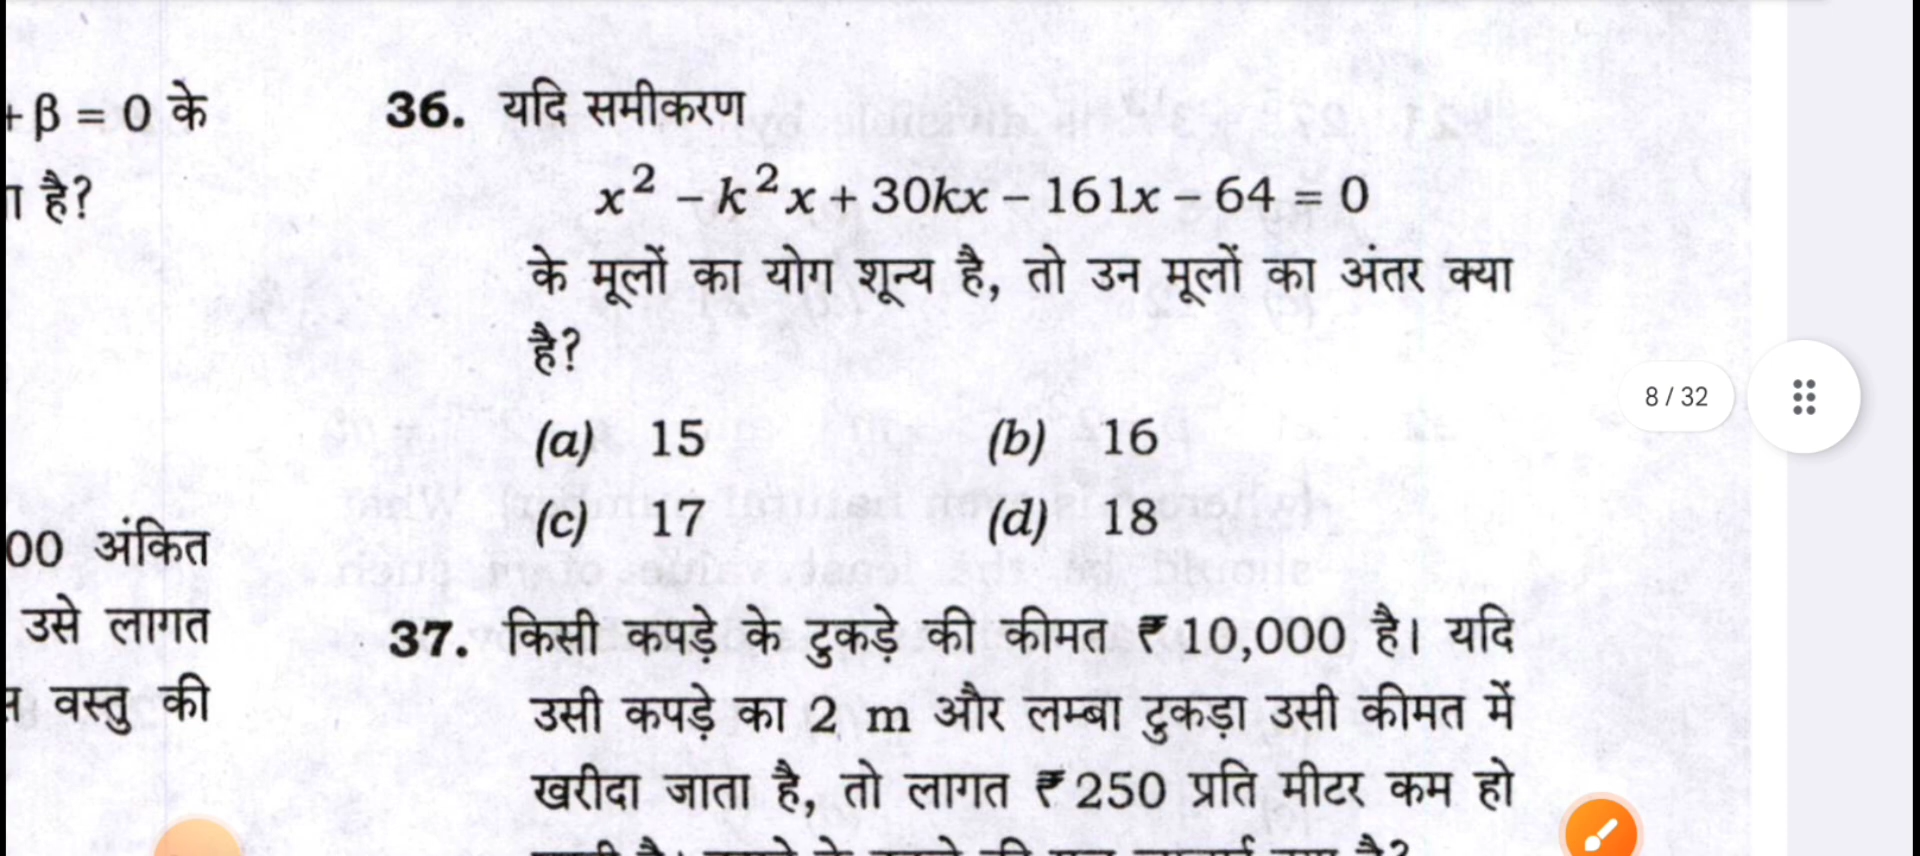 + β = 0 के
है?
00 अंकित
उसे लागत
वस्तु की
36. यदि समीकरण
x² – k²x + 30kx – 161x – 64 = 0
के मूलों का योग शून्य है, तो उन मूलों का अंतर क्या
है?
(a) 15 (b) 16
(c) 17 (d) 18
37. किसी कपड़े के टुकड़े की कीमत ₹ 10,000 है। यदि
उसी कपड़े का 2 m और लम्बा टुकड़ा उसी कीमत में
खरीदा जाता है, तो लागत ₹ 250 प्रति मीटर कम हो
8 / 32